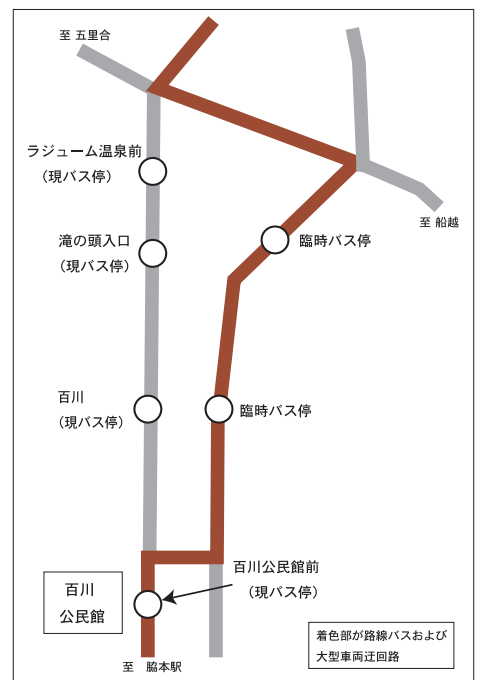 至 五里合
ラジューム温泉前
（現バス停）
至 船越
滝の頭入口
（現バス停）
臨時バス停
百川
（現バス停）
臨時バス停
百川公民館前
（現バス停）
百川
公民館
着色部が路線バスおよび
大型車両迂回路
至　脇本駅